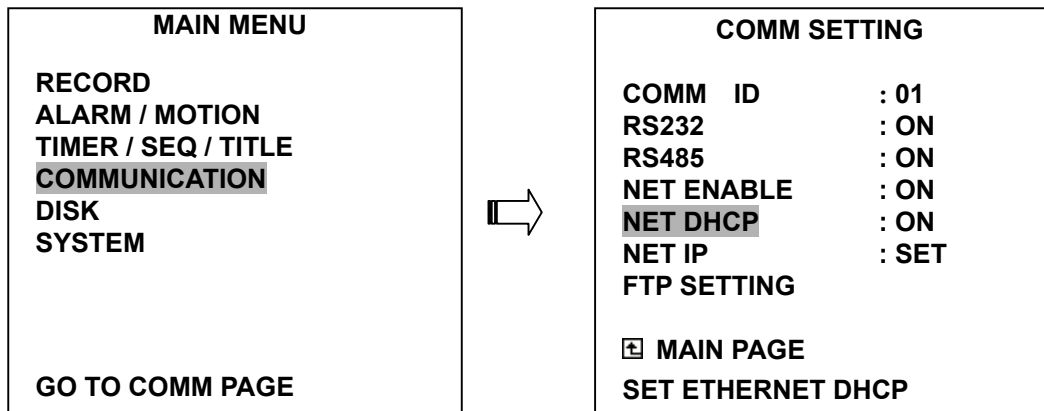 MAIN MENU
RECORD
ALARM / MOTION
TIMER / SEQ / TITLE
COMMUNICATION
DISK
SYSTEM
GO TO COMM PAGE
COMM SETTING
COMM ID : 01
RS232 : ON
RS485 : ON
NET ENABLE : ON
NET DHCP : ON
NET IP : SET
FTP SETTING
MAIN PAGE
SET ETHERNET DHCP